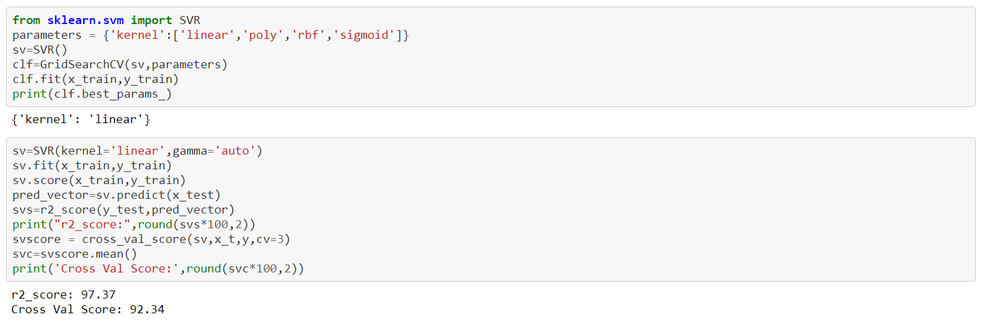 from sklearn.svm import SVR
parameters = {'kernel':['linear','poly','rbf','sigmoid']}
sv=SVR()
clf=GridSearchCV(sv,parameters)
clf.fit(x_train,y_train)
print(clf.best_params_)
{'kernel': 'linear'}
sv=SVR(kernel='linear',gamma='auto')
sv.fit(x_train,y_train)
sv.score(x_train,y_train)
pred_vector=sv.predict(x_test)
svs=r2_score(y_test,pred_vector)
print("r2_score:",round(svs*100,2))
svscore = cross_val_score(sv,x_t,y,cv=3)
svc=svscore.mean()
print('Cross Val Score:',round(svc*100,2))
r2_score: 97.37
Cross Val Score: 92.34